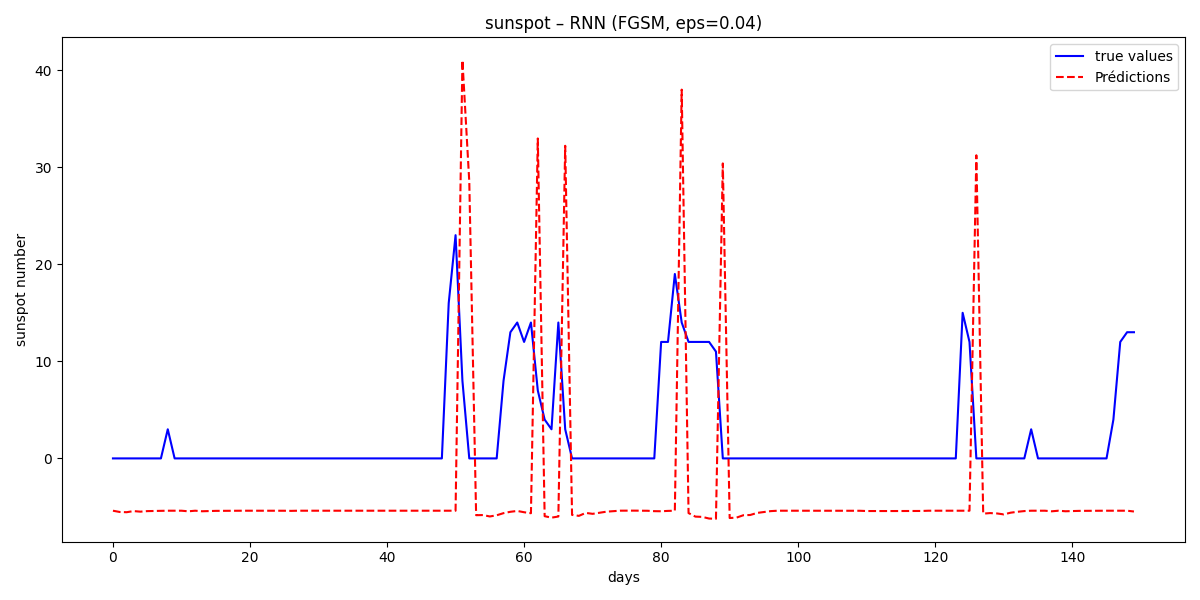 sunspot – RNN (FGSM, eps=0.04)
true values
Prédictions
sunspot number
40
30
20
10
0
0 20 40 60 80 100 120 140
days